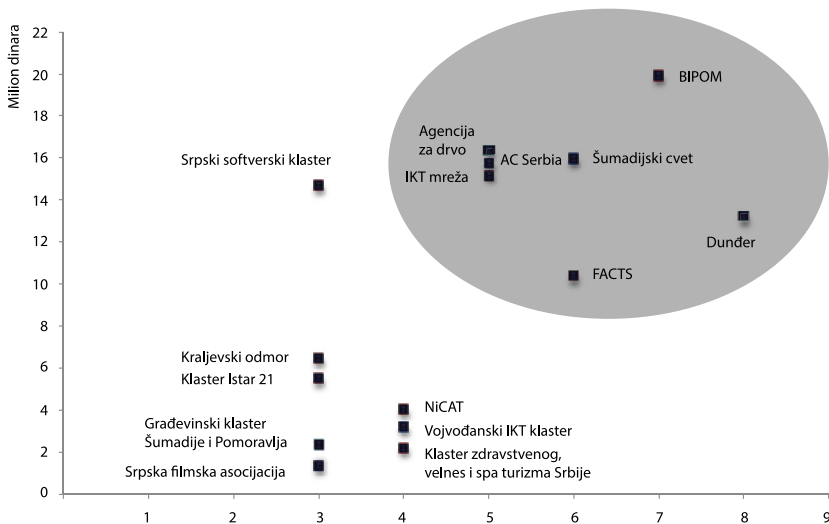 Milion dinara
22
20
18
16
14
12
10
8
6
4
2
0
BIPOM
Agencija
za drvo
AC Serbia
Šumadijski cvet
IKT mreža
Srpski softverski klaster
Dunđer
FACTS
Kraljevski odmor
Klaster Istar 21
NiCAT
Građevinski klaster
Šumadije i Pomoravlja
Vojvođanski IKT klaster
Klaster zdravstvenog,
velnes i spa turizma Srbije
Srpska filmska asocijacija
1 2 3 4 5 6 7 8 9